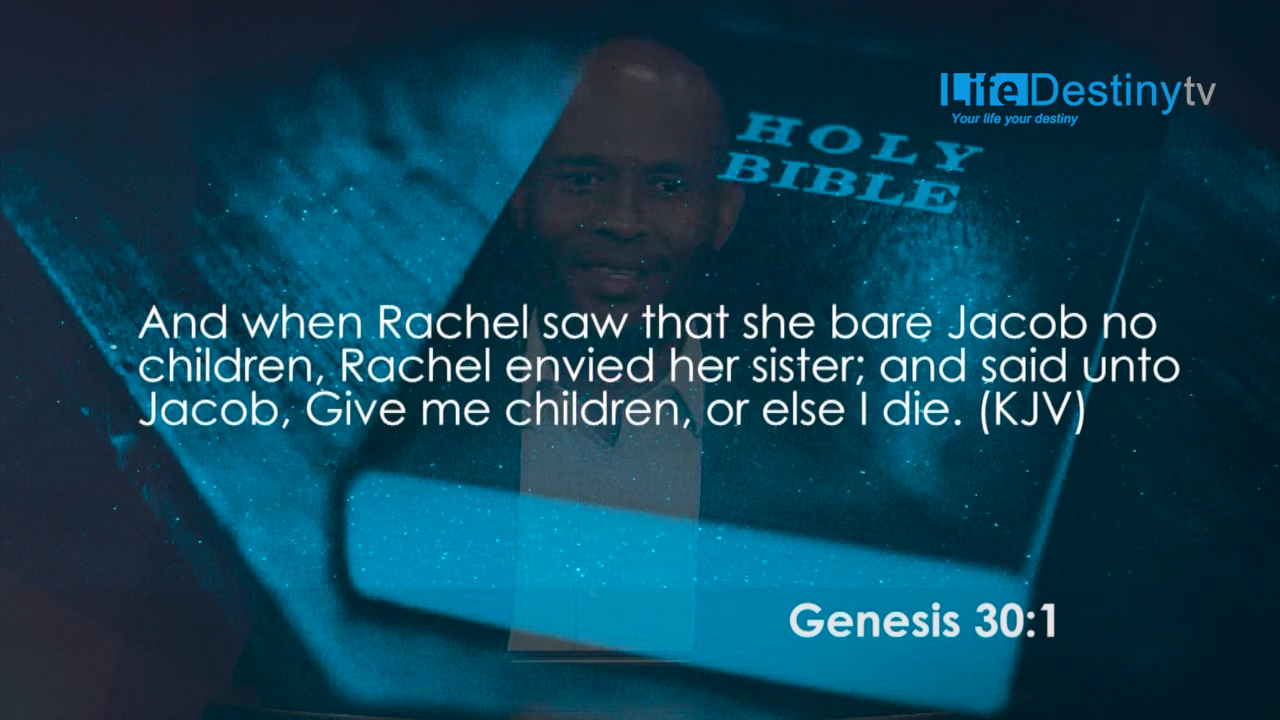 LifeDestinytv
Your life your destiny
HOLY
BIBLE
And when Rachel saw that she bare Jacob no
children, Rachel envied her sister; and said unto
Jacob, Give me children, or else I die. (KJV)
Genesis 30:1